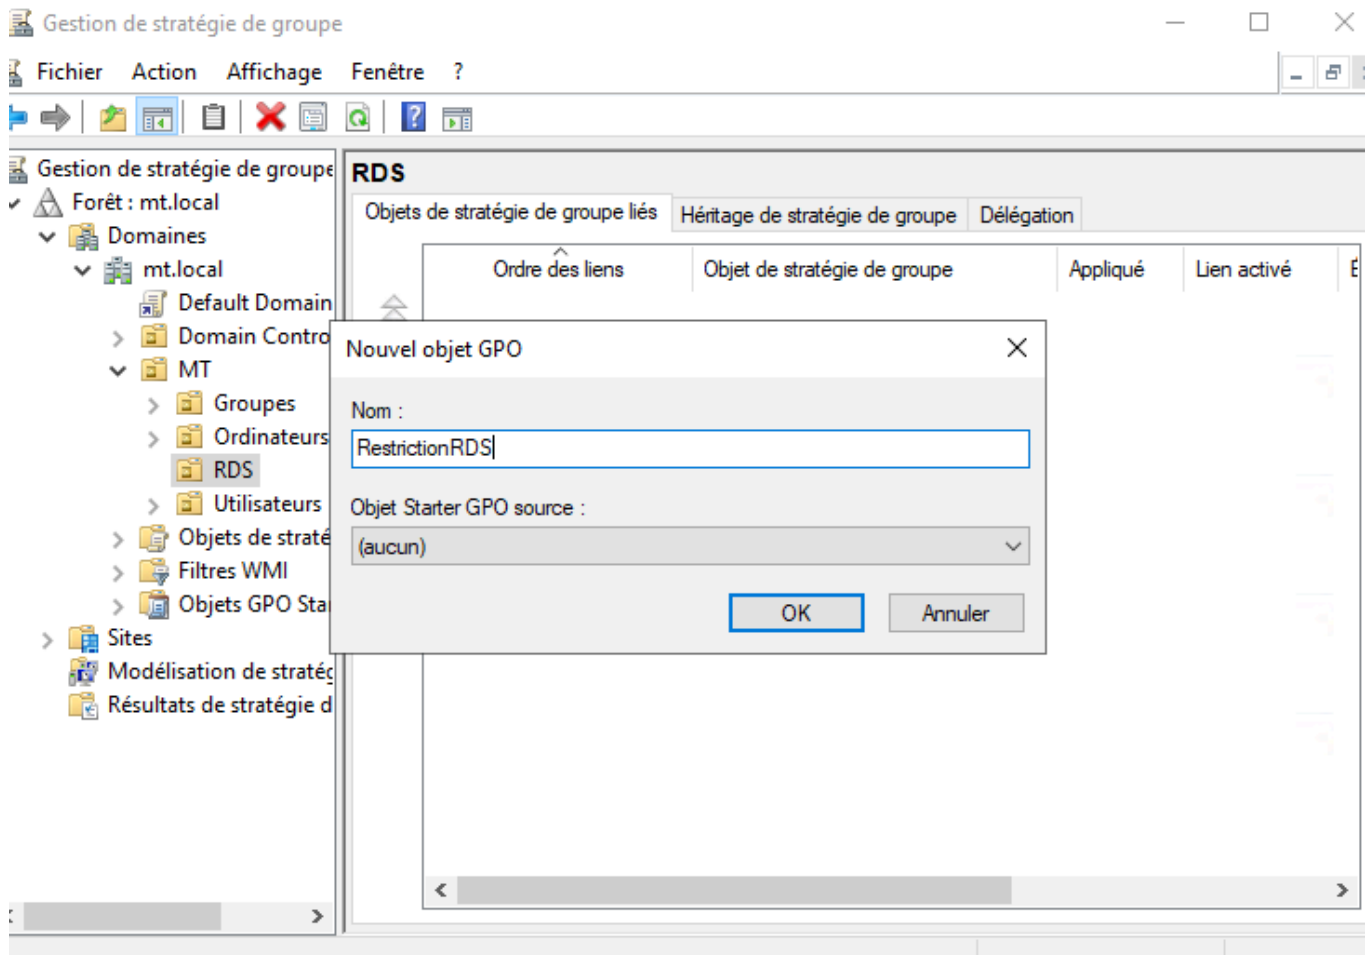 Gestion de stratégie de groupe
Fichier Action Affichage Fenêtre ?
Gestion de stratégie de groupe
Forêt : mt.local
Domaines
mt.local
Default Domain
Domain Contro
MT
Groupes
Ordinateurs
RDS
Utilisateurs
Objets de straté
Filtres WMI
Objets GPO Star
Sites
Modélisation de stratég
Résultats de stratégie d
RDS
Objets de stratégie de groupe liés Héritage de stratégie de groupe Délégation
Ordre des liens Objet de stratégie de groupe Appliqué Lien activé É
Nouvel objet GPO
Nom :
RestrictionRDS
Objet Starter GPO source :
(aucun)
OK Annuler